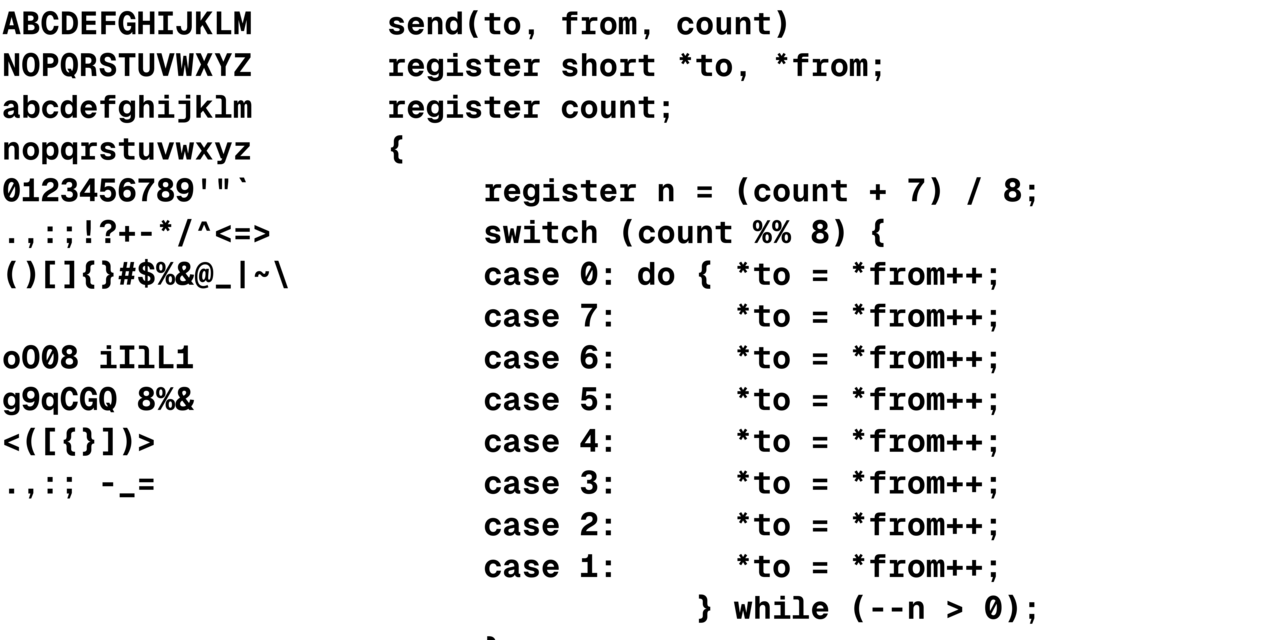 ABCDEFGHIJKLM
NOPQRSTUVWXYZ
abcdefghijklm
nopqrstuvwxyz
0123456789'"`
.,:;!?+-*/^<=>
()[]{}#$%&@_|~\
oO08 iIlL1
g9qCGQ 8%&
<([{}])>
.,:; -_=
send(to, from, count)
register short *to, *from;
register count;
{
    register n = (count + 7) / 8;
    switch (count %% 8) {
    case 0: do { *to = *from++;
    case 7:      *to = *from++;
    case 6:      *to = *from++;
    case 5:      *to = *from++;
    case 4:      *to = *from++;
    case 3:      *to = *from++;
    case 2:      *to = *from++;
    case 1:      *to = *from++;
               } while (--n > 0);